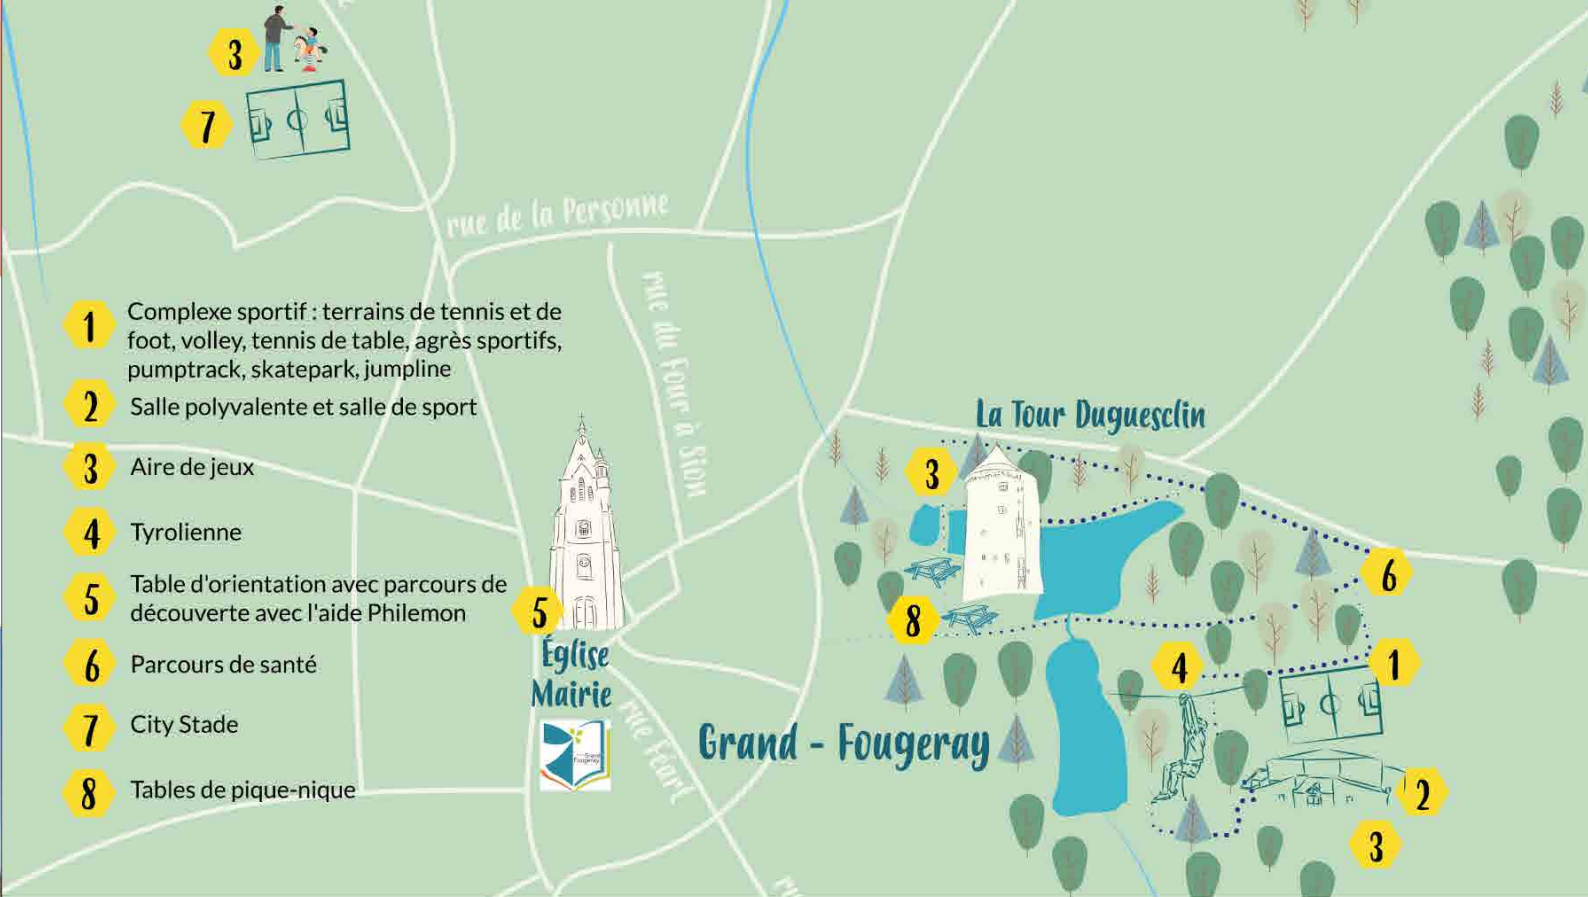 3
7
rue de la Personne
rue du Four à Sion
1 Complexe sportif : terrains de tennis et de
foot, volley, tennis de table, agrès sportifs,
pumptrack, skatepark, jumpline
2 Salle polyvalente et salle de sport
3 Aire de jeux
4 Tyrolienne
5 Table d'orientation avec parcours de
découverte avec l'aide Philemon
6 Parcours de santé
7 City Stade
8 Tables de pique-nique
La Tour Duguesclin
3
6
8
5
Église
Mairie
Grand
Fougeray
rue Féart
Grand - Fougeray
4
1
2
3
ru